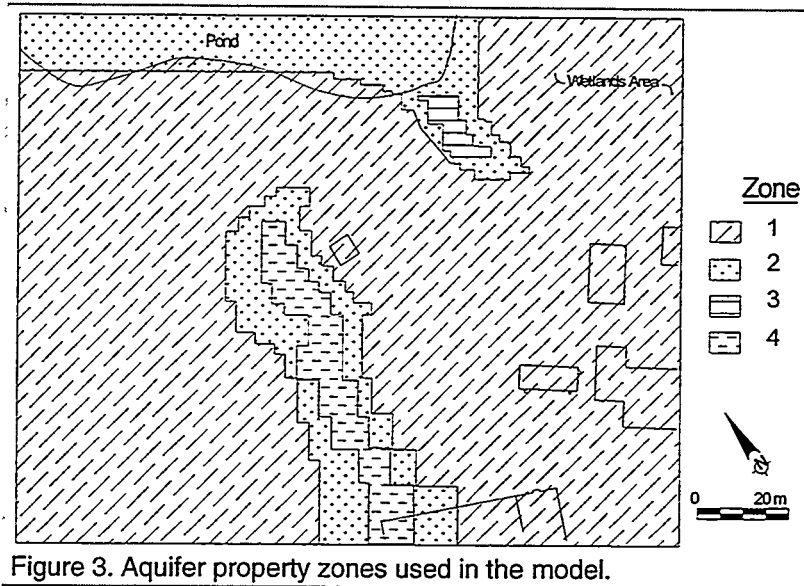 Pond
Wetlands Area
Zone
1
2
3
4
N
0 20 m
Figure 3. Aquifer property zones used in the model.